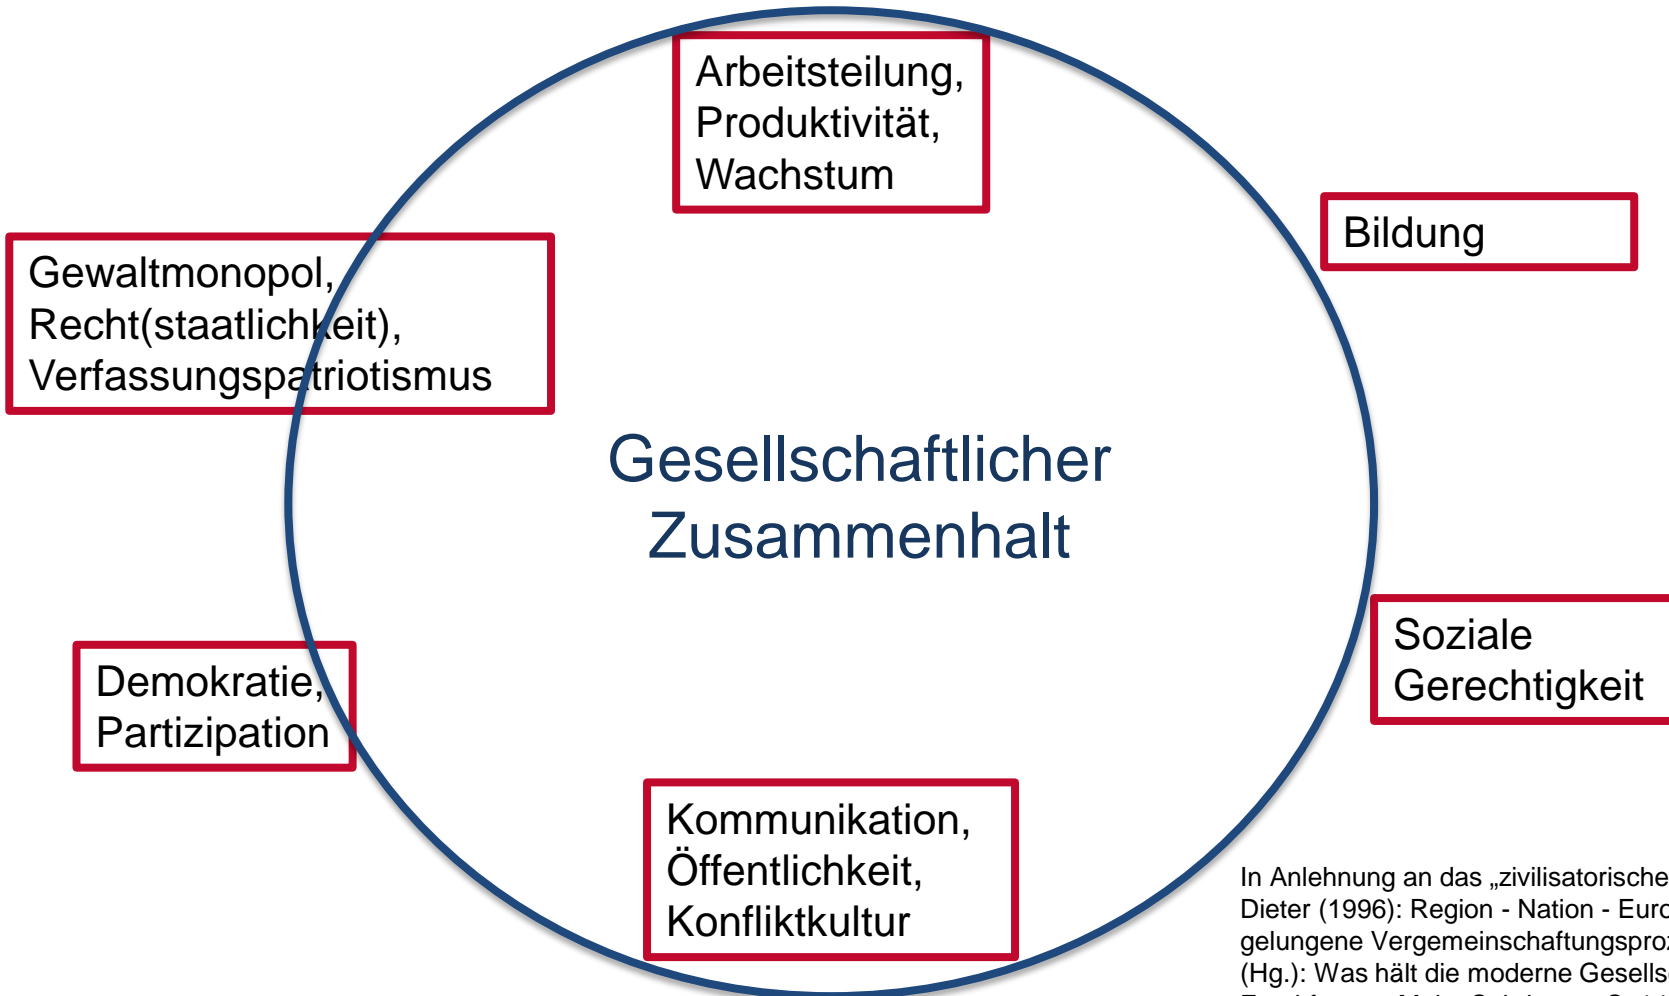 Arbeitsteilung,
Produktivität,
Wachstum
Bildung
Gewaltmonopol,
Recht(staatlichkeit),
Verfassungspatriotismus
Gesellschaftlicher
Zusammenhalt
Soziale
Gerechtigkeit
Demokratie,
Partizipation
Kommunikation,
Öffentlichkeit,
Konfliktkultur
In Anlehnung an das „zivilisatorische
Dieter (1996): Region - Nation - Euro
gelungene Vergemeinschaftungsproz
(Hg.): Was hält die moderne Gesells